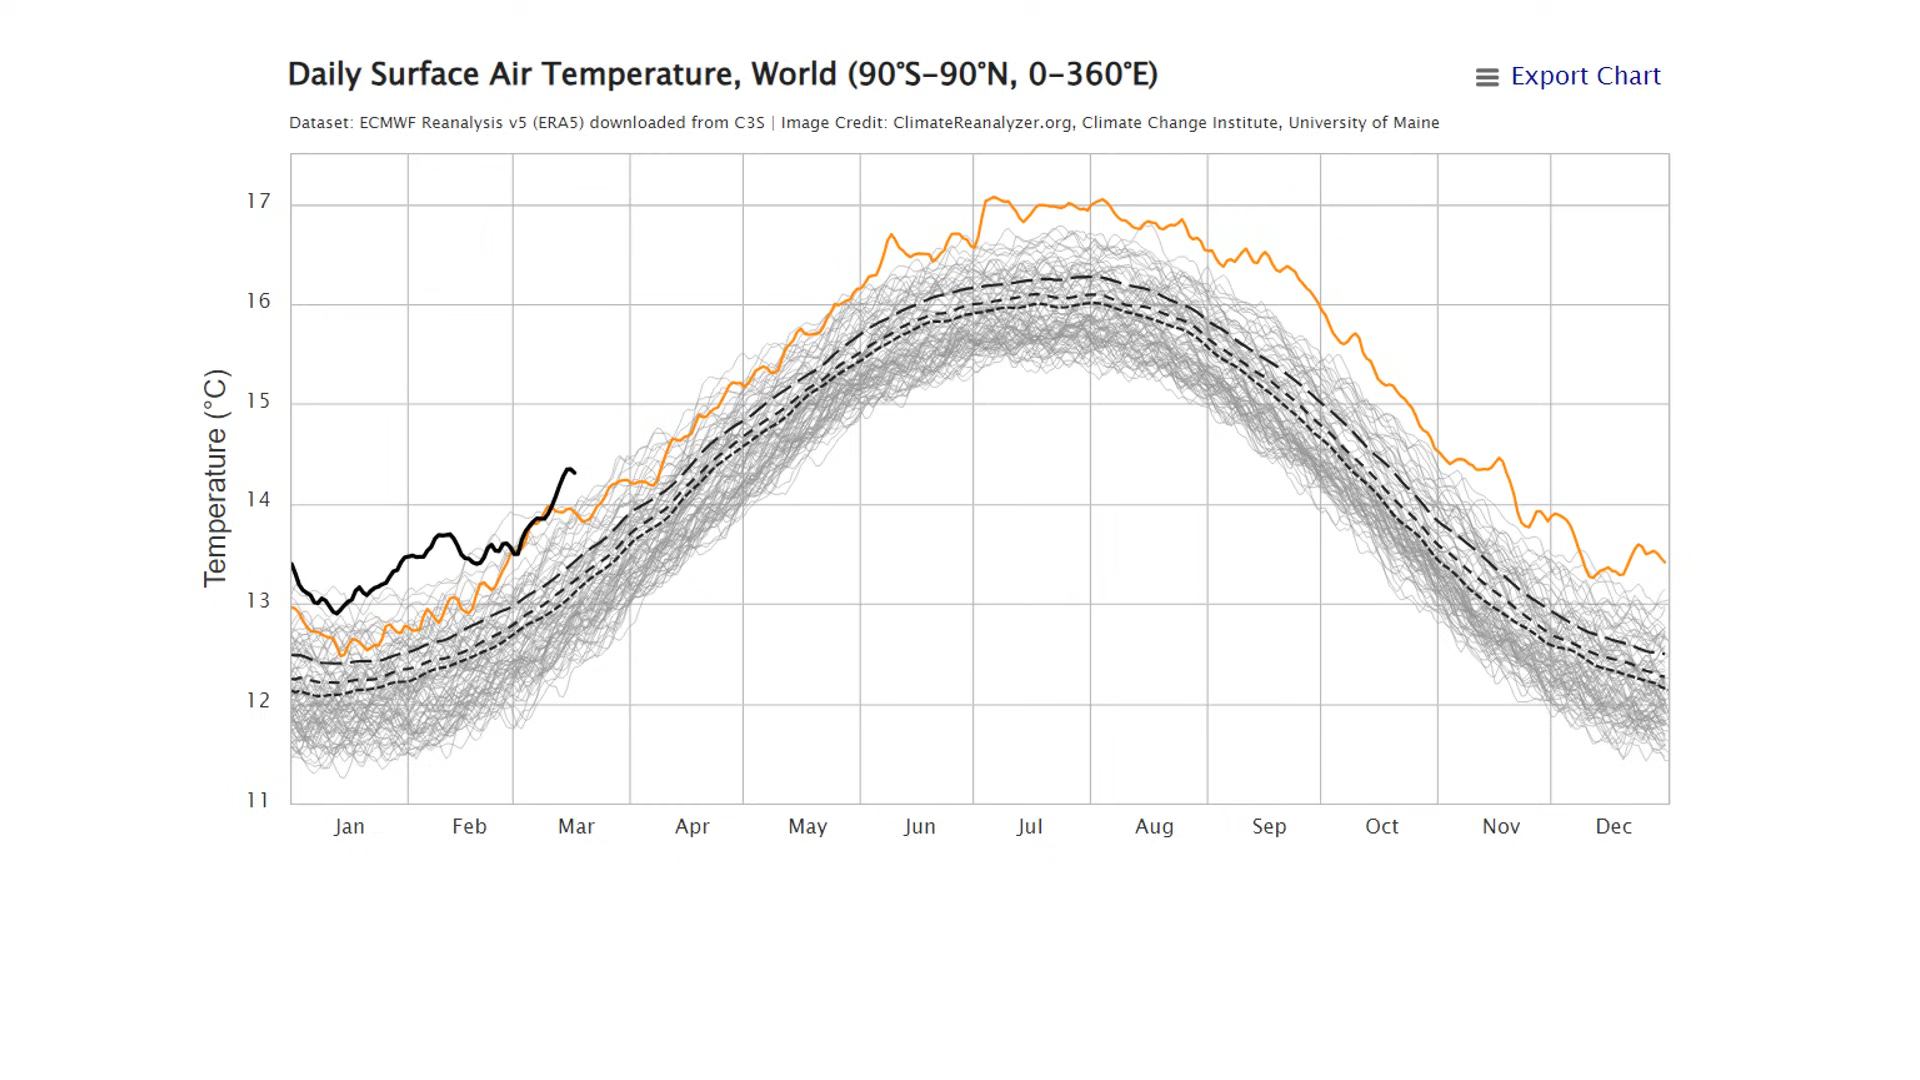 Daily Surface Air Temperature, World (90°S–90°N, 0–360°E)
Export Chart
Dataset: ECMWF Reanalysis v5 (ERA5) downloaded from C3S | Image Credit: ClimateReanalyzer.org, Climate Change Institute, University of Maine
Temperature (°C)
17
16
15
14
13
12
11
Jan Feb Mar Apr May Jun Jul Aug Sep Oct Nov Dec